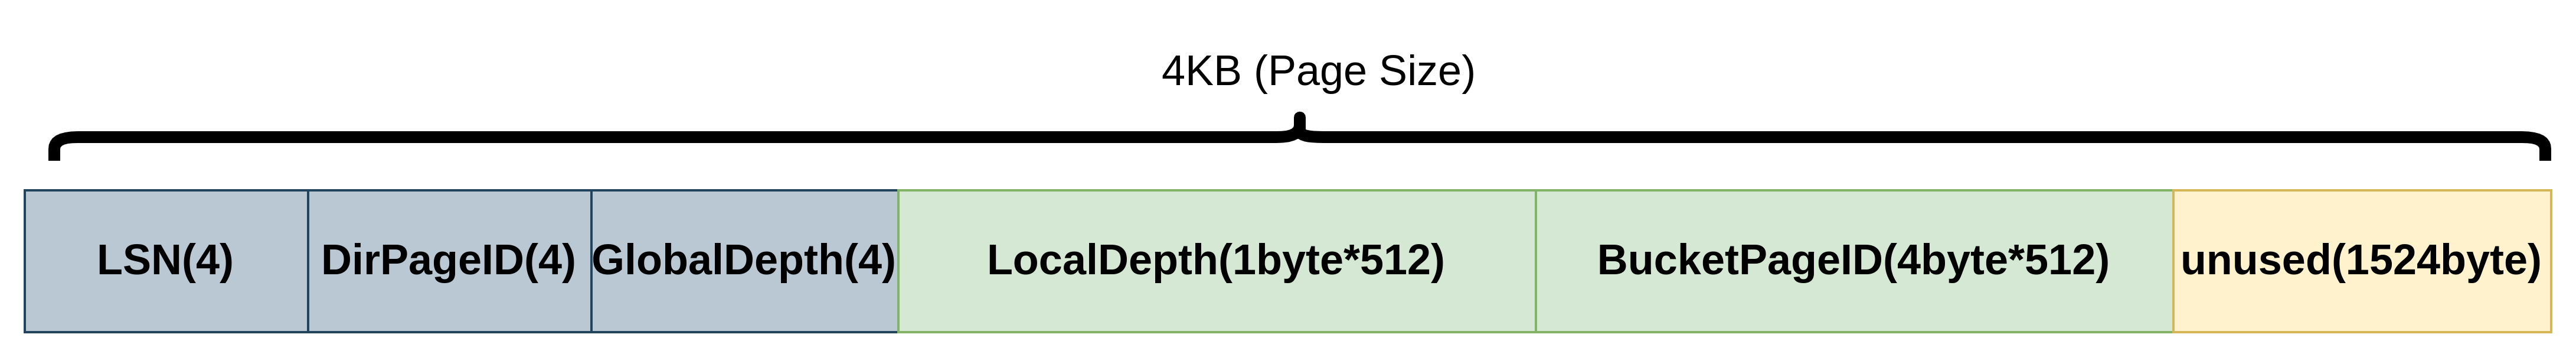 4KB (Page Size)
LSN(4) DirPageID(4) GlobalDepth(4) LocalDepth(1byte*512) BucketPageID(4byte*512) unused(1524byte)